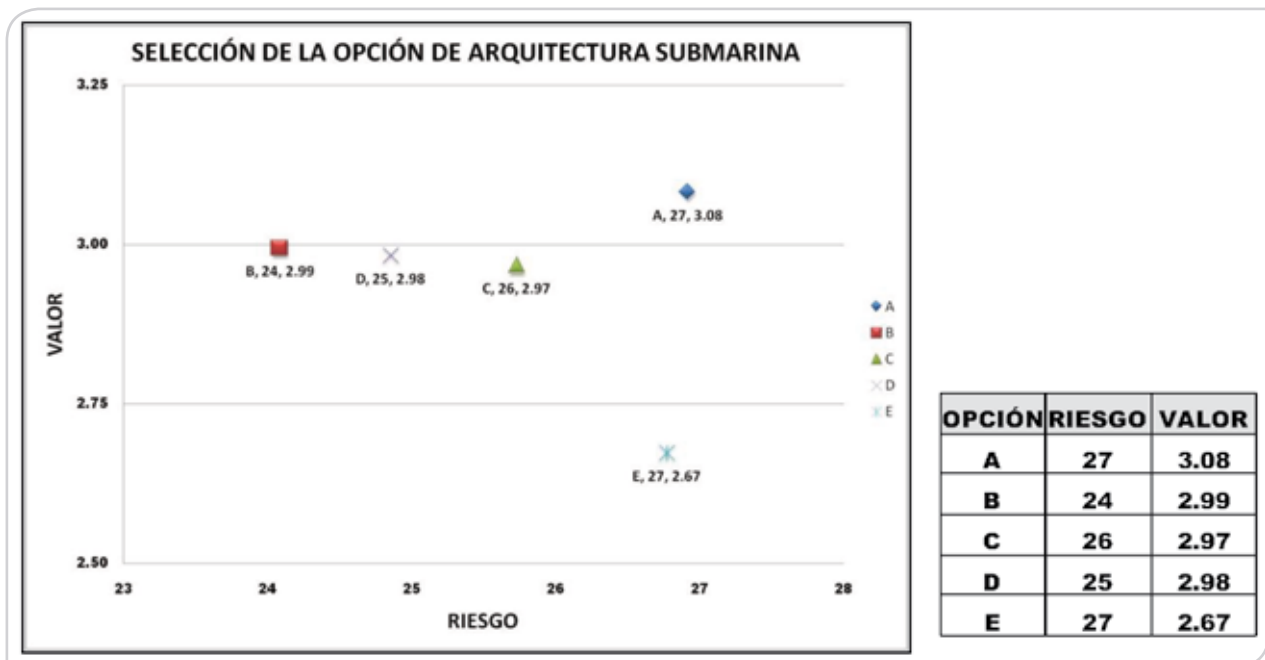 SELECCIÓN DE LA OPCIÓN DE ARQUITECTURA SUBMARINA
3.25
A, 27, 3.08
3.00
B, 24, 2.99
D, 25, 2.98
C, 26, 2.97
VALOR
A
B
C
D
E
2.75
E, 27, 2.67
2.50
23 24 25 26 27 28
RIESGO
OPCIÓN RIESGO VALOR
A 27 3.08
B 24 2.99
C 26 2.97
D 25 2.98
E 27 2.67